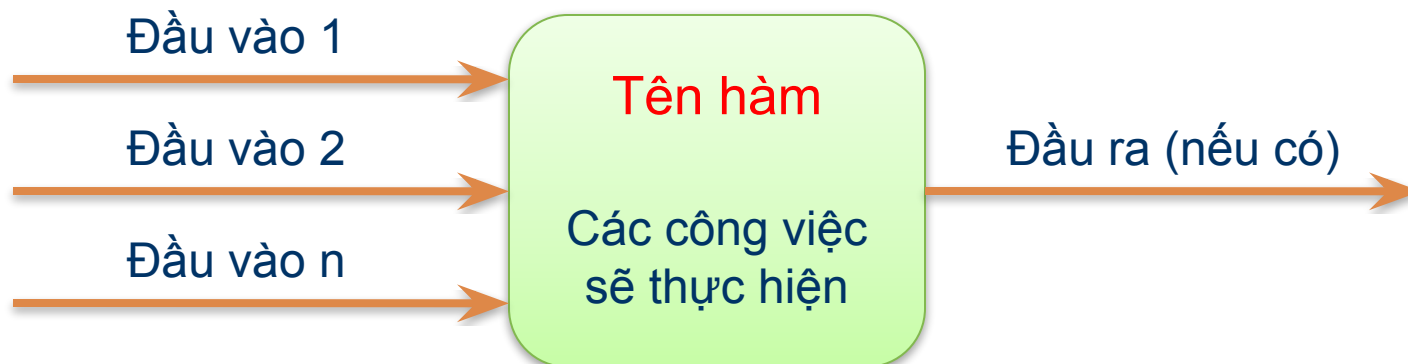 Đầu vào 1
Đầu vào 2
Đầu vào n
Tên hàm
Các công việc
sẽ thực hiện
Đầu ra (nếu có)